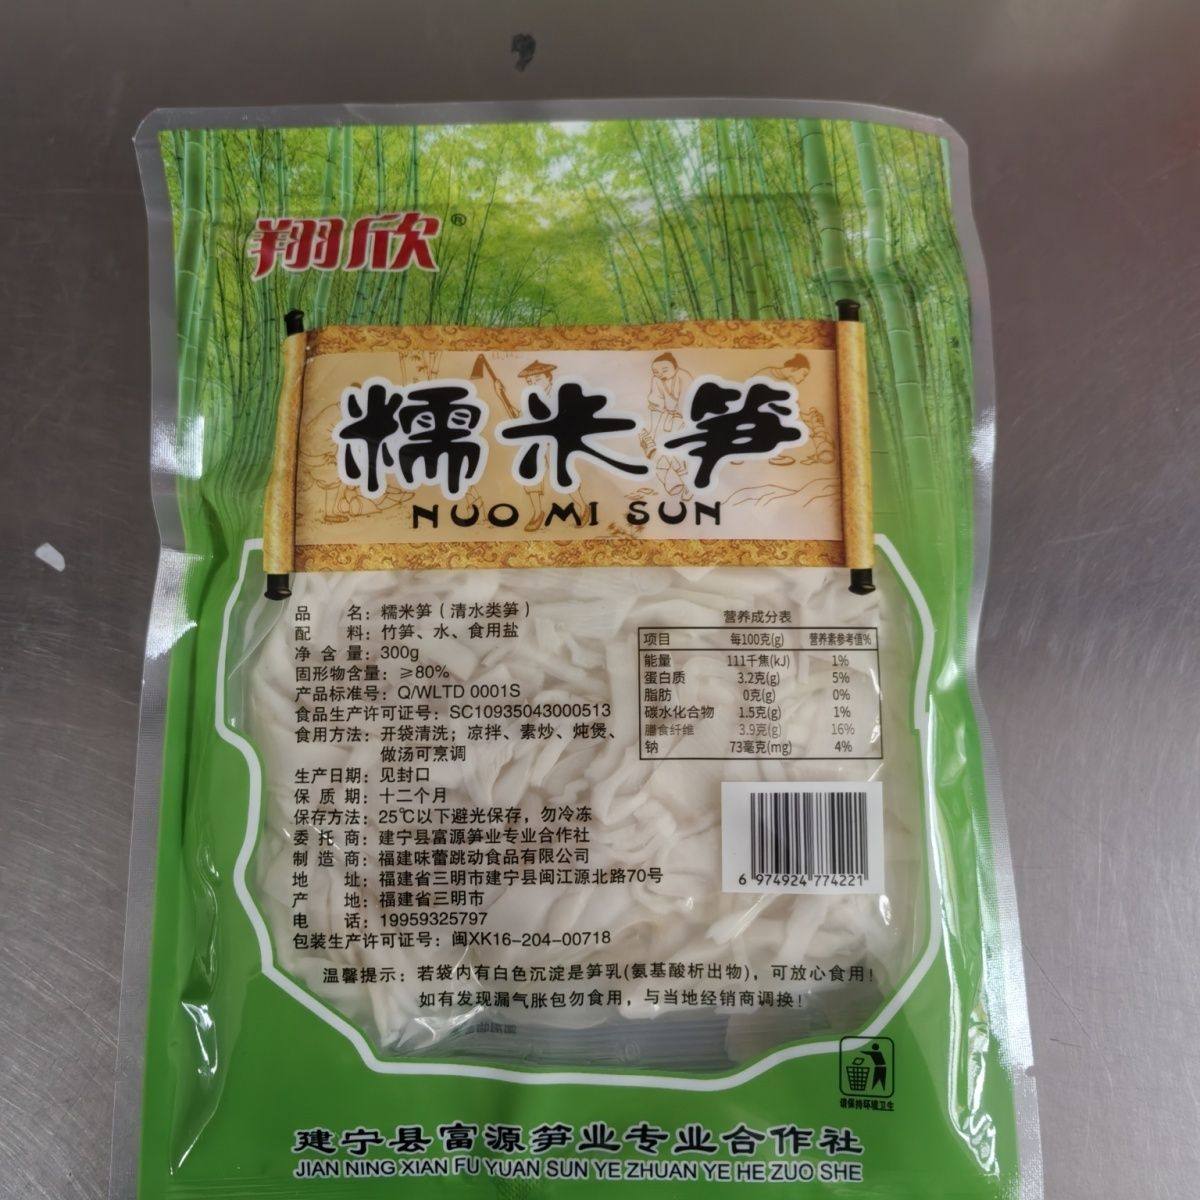 翔欣®
糯米笋
NUO MI SUN
品 名：糯米笋（清水类笋）
配 料：竹笋、水、食用盐
净 含 量：300g
固形物含量：≥80%
产品标准号：Q/WLTD 0001S
食品生产许可证号：SC10935043000513
食用方法：开袋清洗；凉拌、素炒、炖煲、
做汤可烹调
生产日期：见封口
保 质 期：十二个月
保存方法：25℃以下避光保存，勿冷冻
委 托 商：建宁县富源笋业专业合作社
制 造 商：福建味蕾跳动食品有限公司
地 址：福建省三明市建宁县闽江源北路70号
产 地：福建省三明市
电 话：19959325797
包装生产许可证号：闽XK16-204-00718
营养成分表
项目 每100克(g) 营养素参考值%
能量 111千焦(kJ) 1%
蛋白质 3.2克(g) 5%
脂肪 0克(g) 0%
碳水化合物 1.5克(g) 1%
膳食纤维 3.9克(g) 16%
钠 73毫克(mg) 4%
6 974924 774221
温馨提示：若袋内有白色沉淀是笋乳(氨基酸析出物)，可放心食用！
如有发现漏气胀包勿食用，与当地经销商调换！
请保持环境卫生
建宁县富源笋业专业合作社
JIAN NING XIAN FU YUAN SUN YE ZHUAN YE HE ZUO SHE